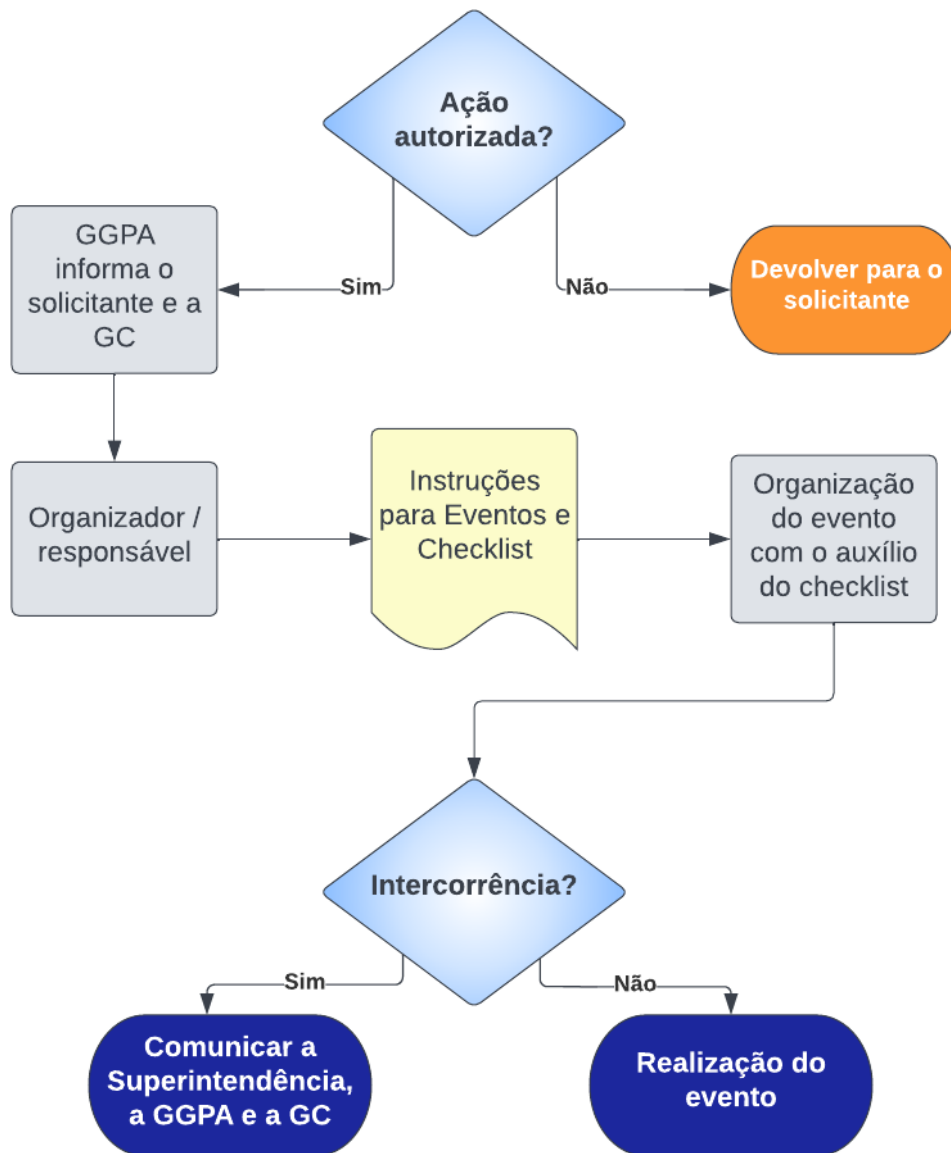 Ação
autorizada?
Sim
Não
GGPA
informa o
solicitante e a
GC
Devolver para o
solicitante
Organizador /
responsável
Instruções
para Eventos e
Checklist
Organização
do evento
com o auxílio
do checklist
Intercorrência?
Sim
Não
Comunicar a
Superintendência,
a GGPA e a GC
Realização do
evento